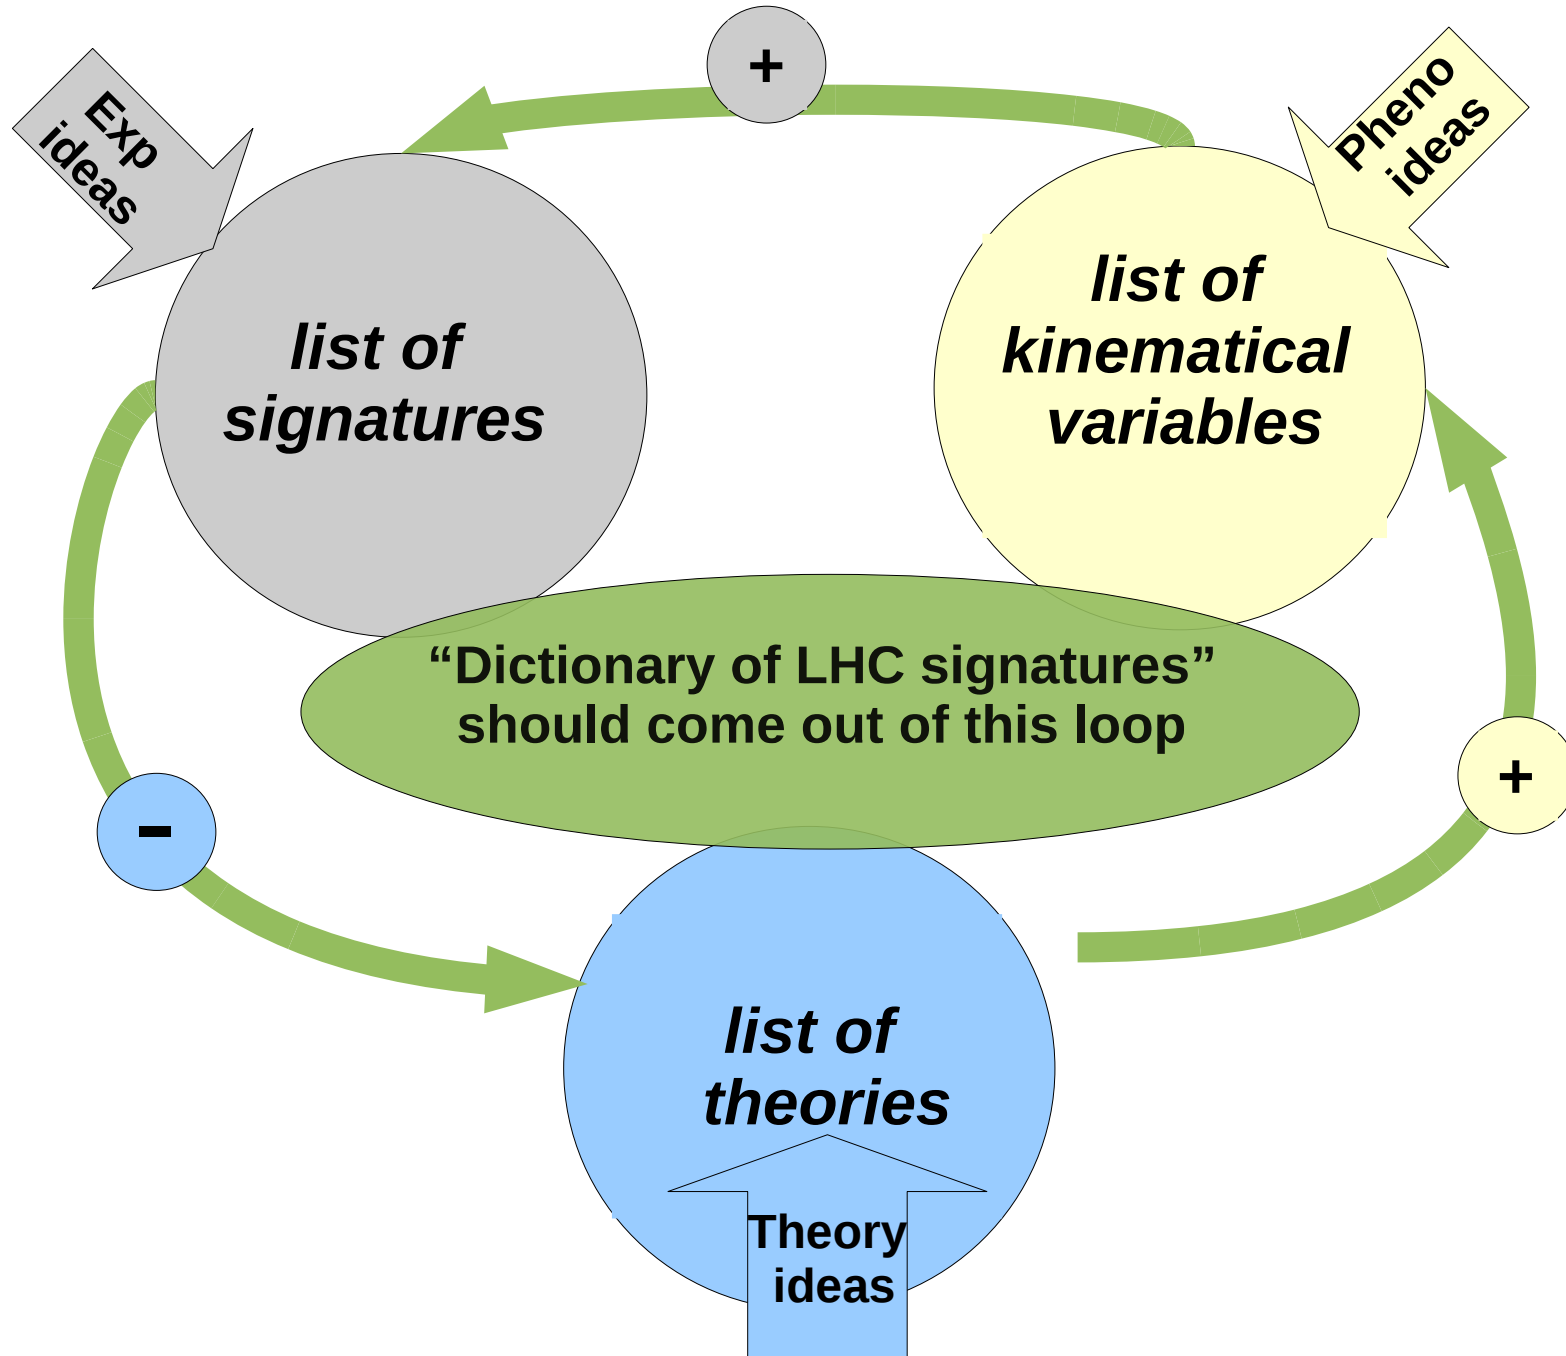 +
Exp
ideas
Pheno
ideas
list of
signatures
list of
kinematical
variables
“Dictionary of LHC signatures”
should come out of this loop
+
–
list of
theories
Theory
ideas